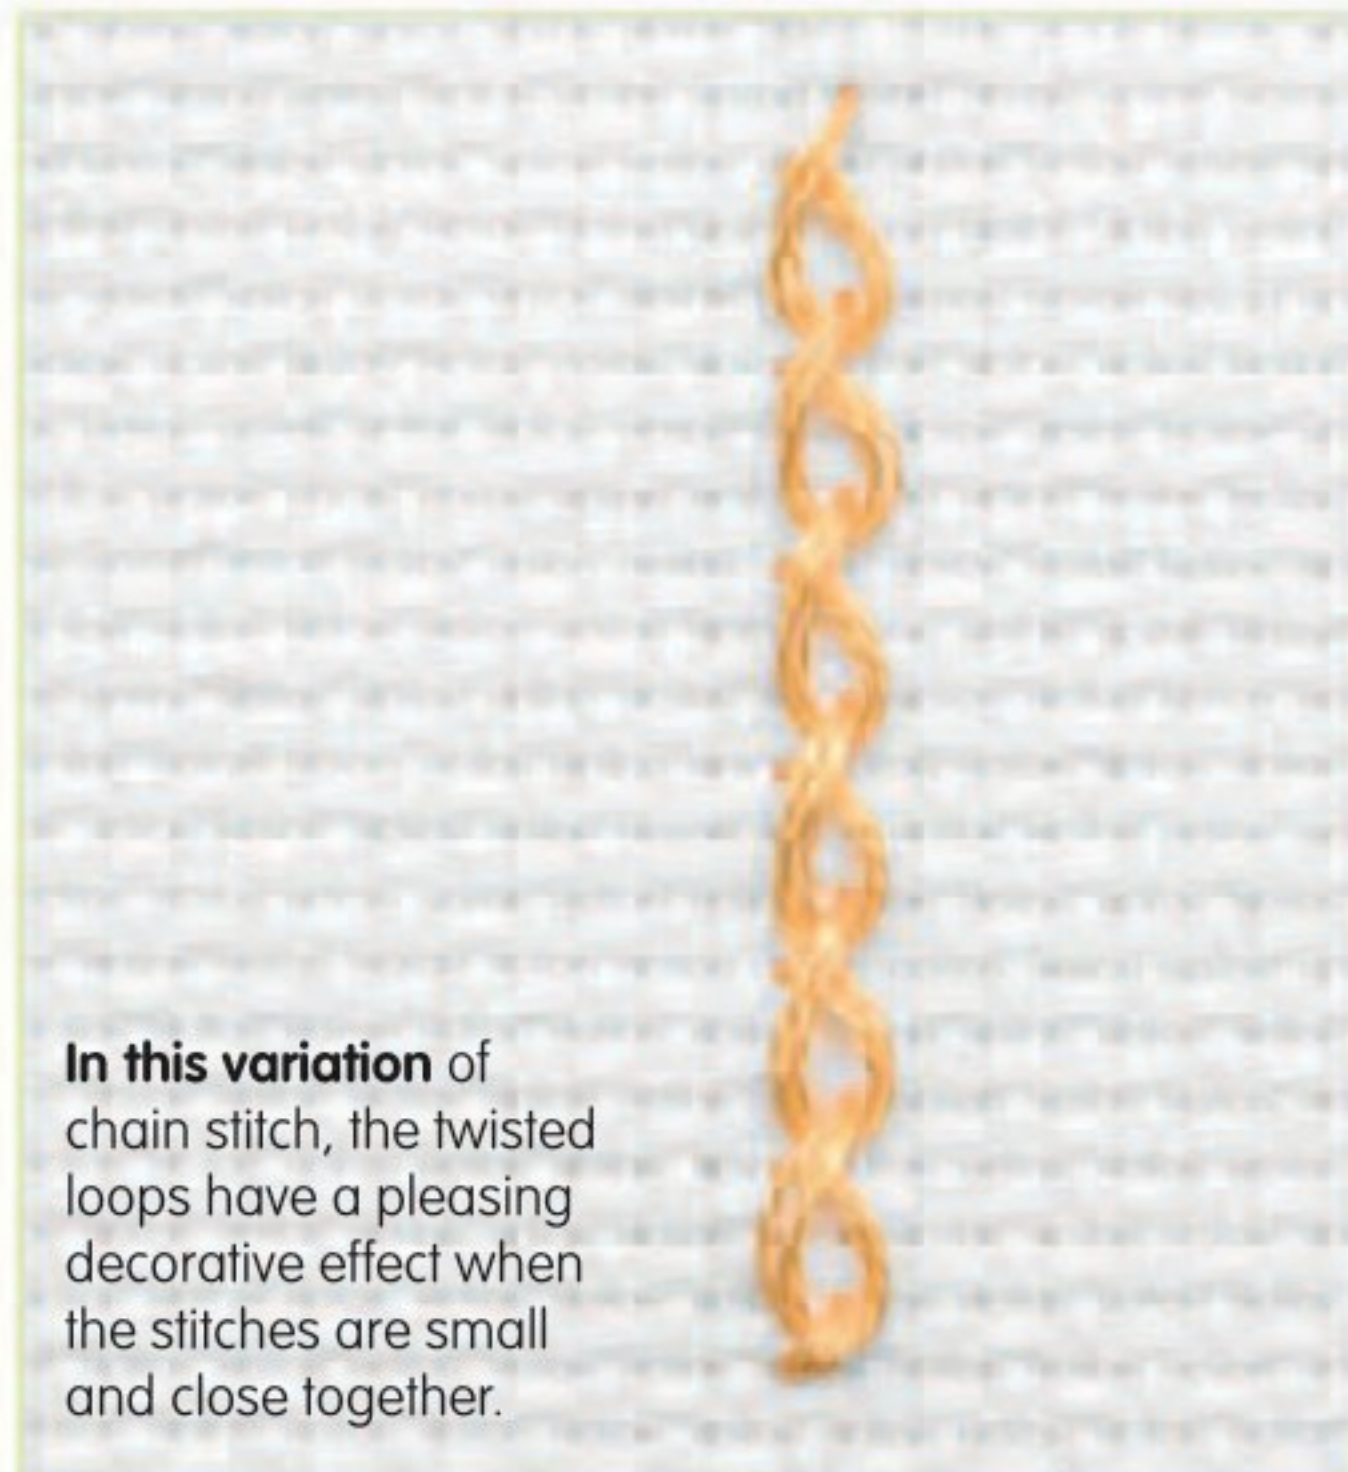 In this variation of
chain stitch, the twisted
loops have a pleasing
decorative effect when
the stitches are small
and close together.